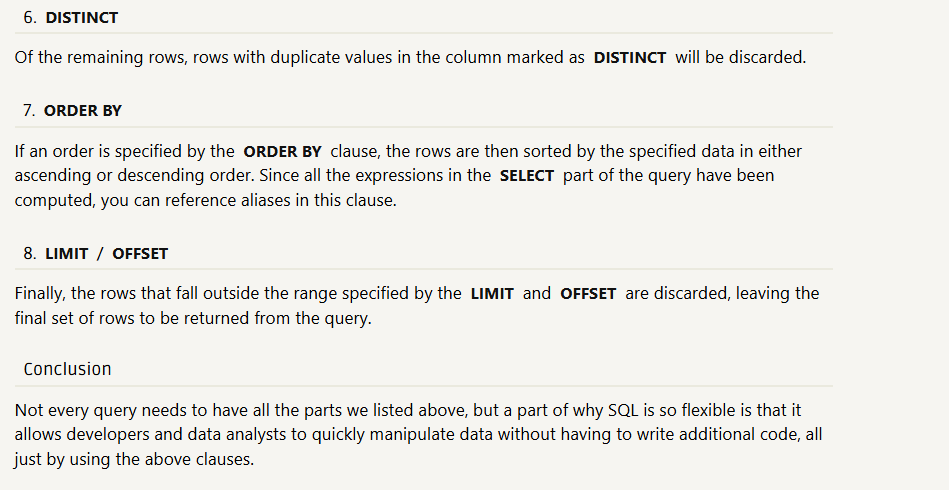 6. DISTINCT
Of the remaining rows, rows with duplicate values in the column marked as DISTINCT will be discarded.
7. ORDER BY
If an order is specified by the ORDER BY clause, the rows are then sorted by the specified data in either
ascending or descending order. Since all the expressions in the SELECT part of the query have been
computed, you can reference aliases in this clause.
8. LIMIT / OFFSET
Finally, the rows that fall outside the range specified by the LIMIT and OFFSET are discarded, leaving the
final set of rows to be returned from the query.
Conclusion
Not every query needs to have all the parts we listed above, but a part of why SQL is so flexible is that it
allows developers and data analysts to quickly manipulate data without having to write additional code, all
just by using the above clauses.